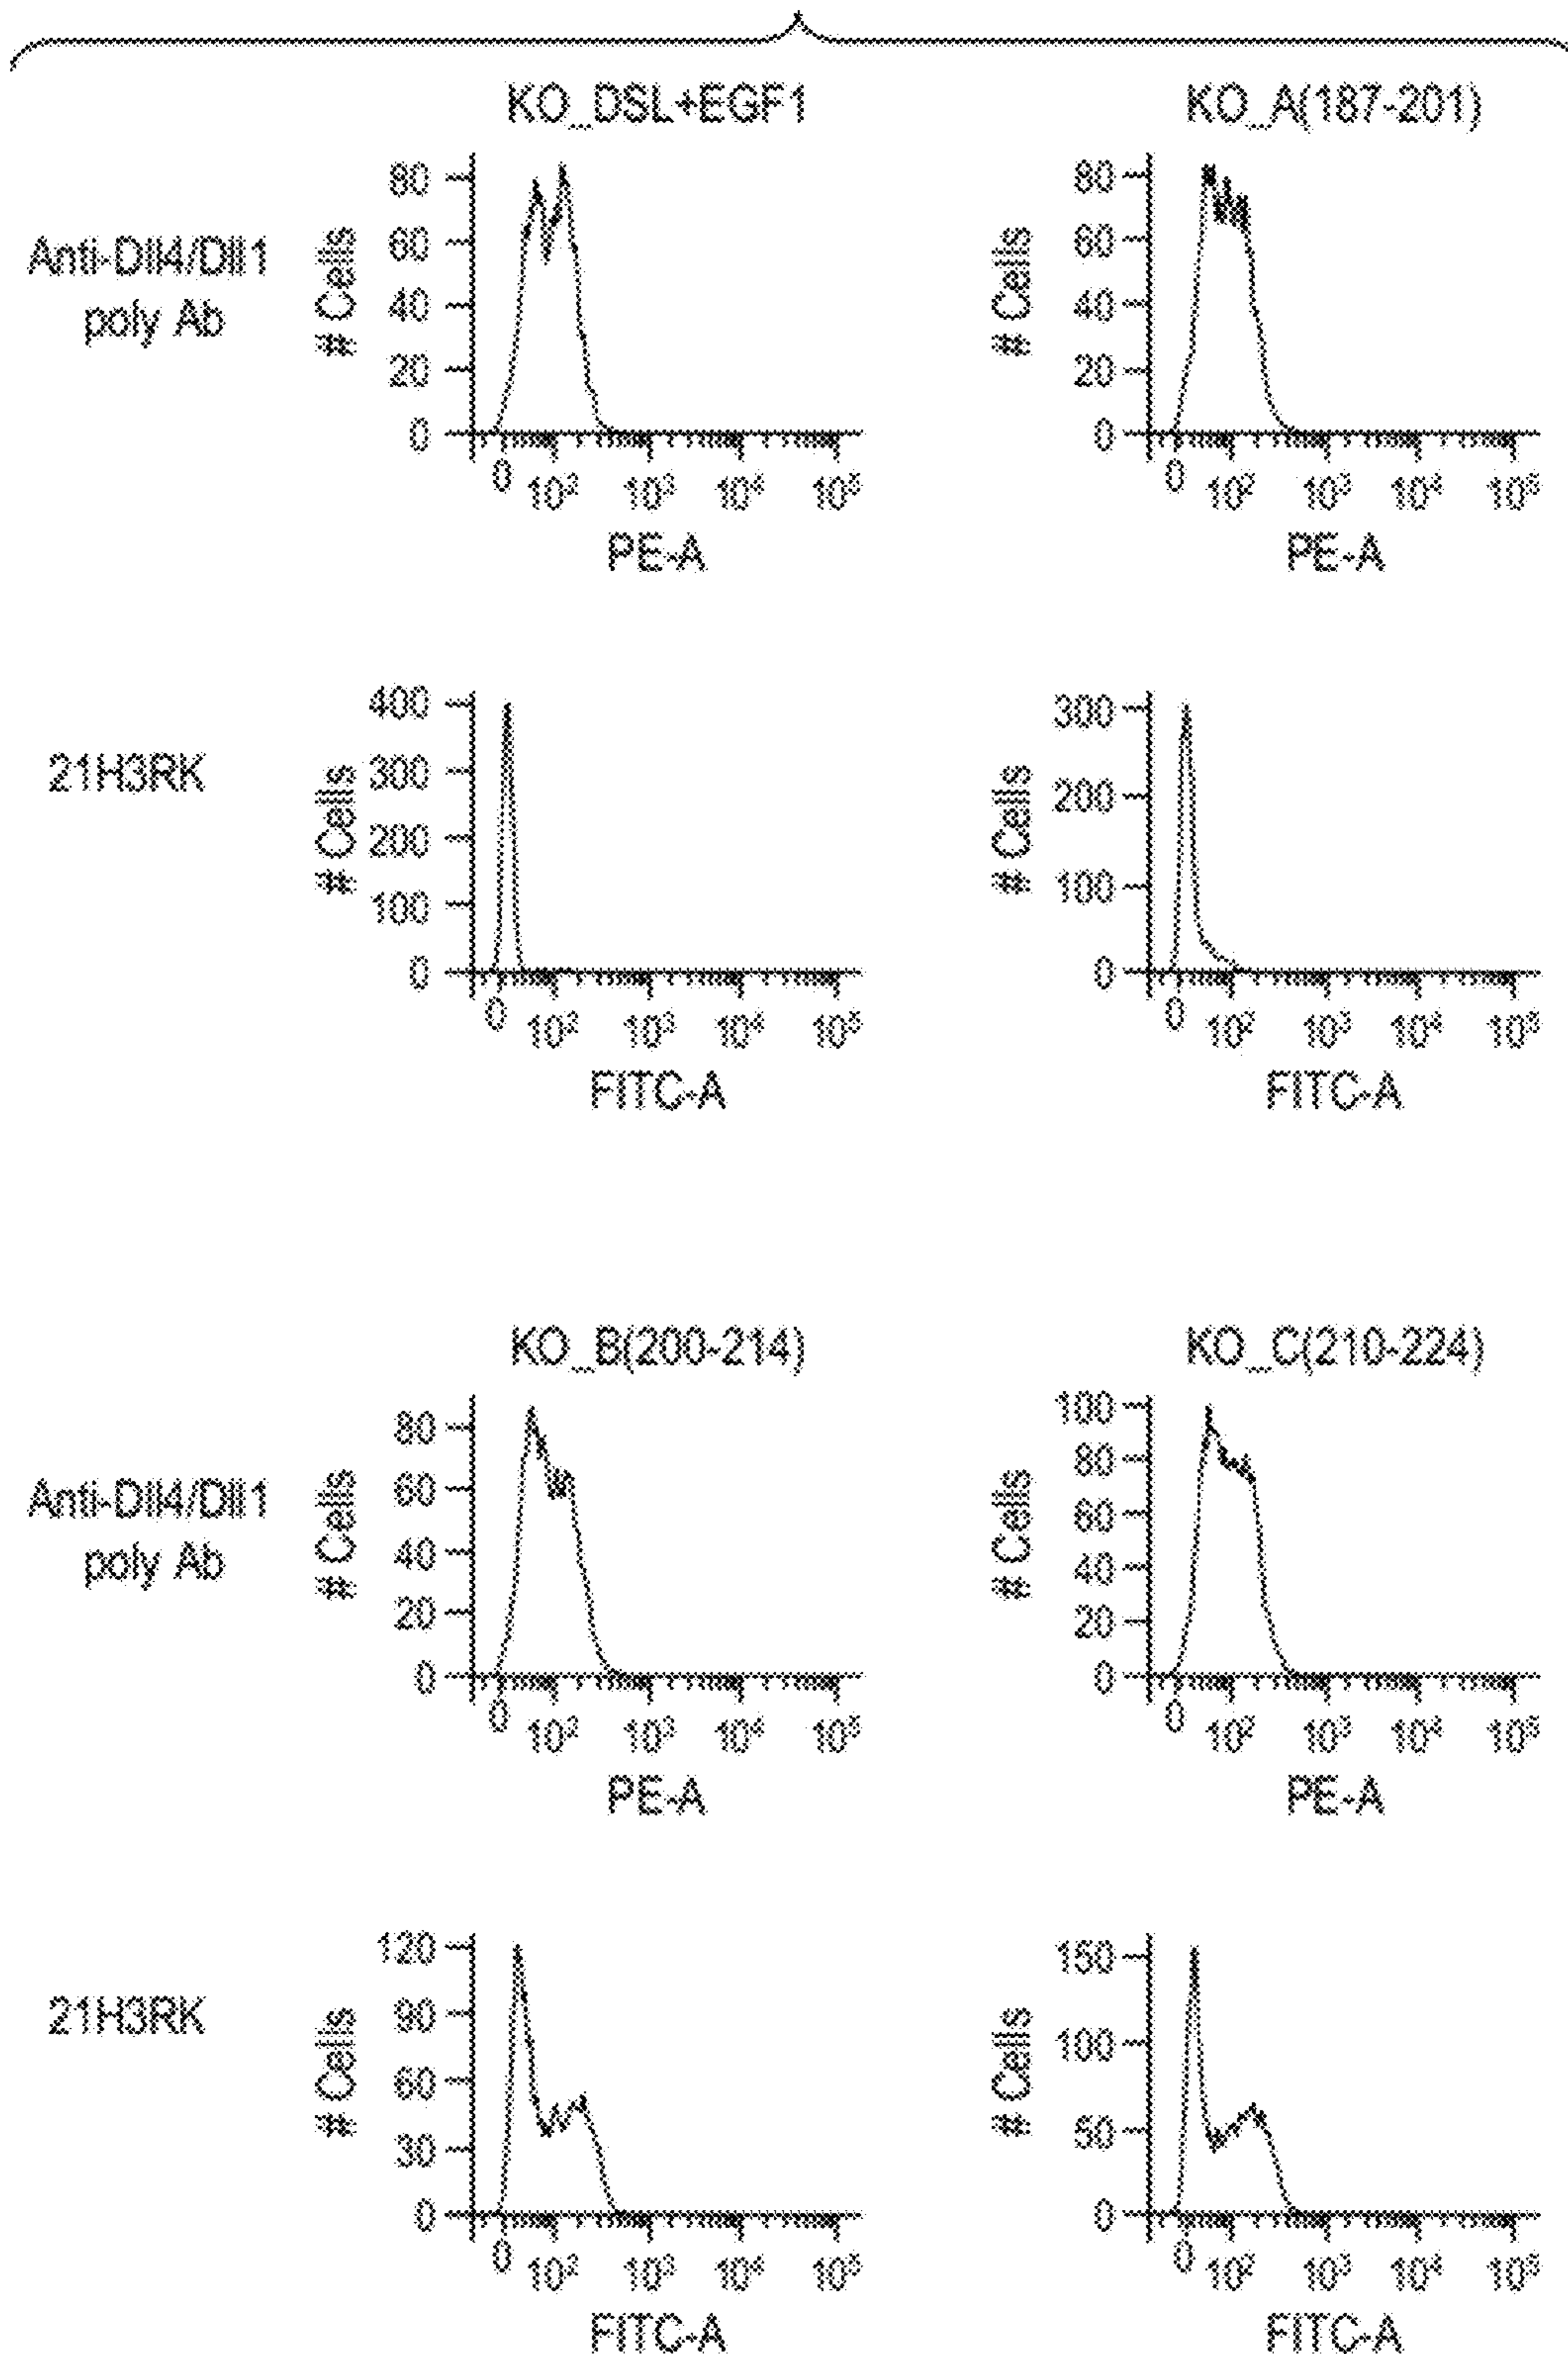 KO_DSL+EGF1
KO_A(187-201)
Anti-Dll4/Dll1
poly Ab
# Cells
80
60
40
20
0
0 10² 10³ 10⁴ 10⁵
PE-A
# Cells
80
60
40
20
0
0 10² 10³ 10⁴ 10⁵
PE-A
21H3RK
# Cells
400
300
200
100
0
0 10² 10³ 10⁴ 10⁵
FITC-A
# Cells
300
200
100
0
0 10² 10³ 10⁴ 10⁵
FITC-A
KO_B(200-214)
KO_C(210-224)
Anti-Dll4/Dll1
poly Ab
# Cells
80
60
40
20
0
0 10² 10³ 10⁴ 10⁵
PE-A
# Cells
100
80
60
40
20
0
0 10² 10³ 10⁴ 10⁵
PE-A
21H3RK
# Cells
120
90
60
30
0
0 10² 10³ 10⁴ 10⁵
FITC-A
# Cells
150
100
50
0
0 10² 10³ 10⁴ 10⁵
FITC-A